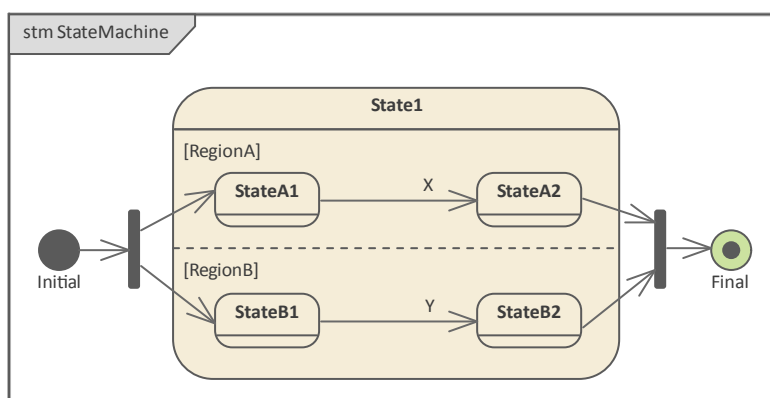 stm StateMachine
State1
[RegionA]
StateA1
X
StateA2
Initial
Final
[RegionB]
StateB1
Y
StateB2